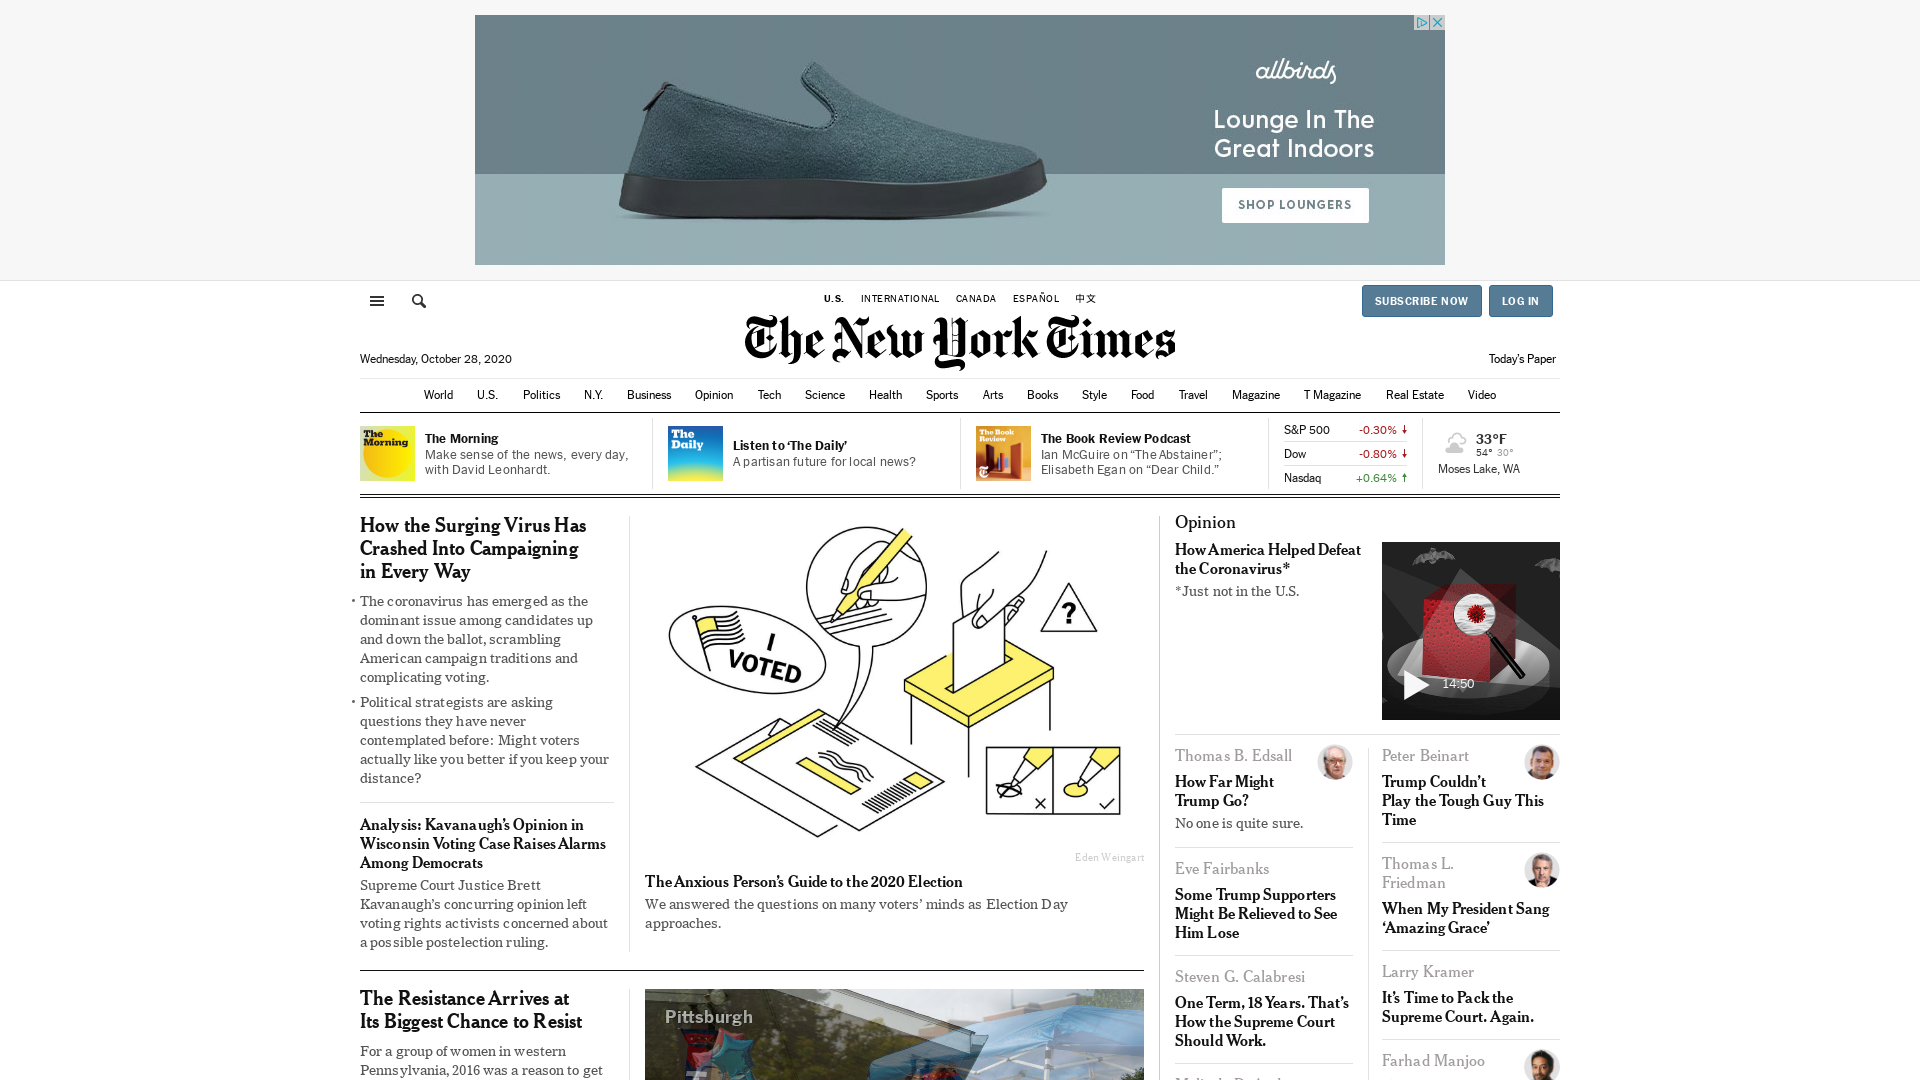 allbirds
Lounge In The
Great Indoors
SHOP LOUNGERS
U.S. INTERNATIONAL CANADA ESPAÑOL 中文
SUBSCRIBE NOW LOG IN
The New York Times
Wednesday, October 28, 2020
Today's Paper
World U.S. Politics N.Y. Business Opinion Tech Science Health Sports Arts Books Style Food Travel Magazine T Magazine Real Estate Video
The
Morning
The Morning
Make sense of the news, every day,
with David Leonhardt.
The
Daily
Listen to ‘The Daily’
A partisan future for local news?
The Book
Review
The Book Review Podcast
Ian McGuire on “The Abstainer”;
Elisabeth Egan on “Dear Child.”
S&P 500 -0.30%
Dow -0.80%
Nasdaq +0.64%
33°F
54° 30°
Moses Lake, WA
How the Surging Virus Has
Crashed Into Campaigning
in Every Way
The coronavirus has emerged as the
dominant issue among candidates up
and down the ballot, scrambling
American campaign traditions and
complicating voting.
Political strategists are asking
questions they have never
contemplated before: Might voters
actually like you better if you keep your
distance?
Analysis: Kavanaugh’s Opinion in
Wisconsin Voting Case Raises Alarms
Among Democrats
Supreme Court Justice Brett
Kavanaugh’s concurring opinion left
voting rights activists concerned about
a possible postelection ruling.
I
VOTED
?
Eden Weingart
The Anxious Person’s Guide to the 2020 Election
We answered the questions on many voters’ minds as Election Day
approaches.
The Resistance Arrives at
Its Biggest Chance to Resist
For a group of women in western
Pennsylvania, 2016 was a reason to get
Pittsburgh
Opinion
How America Helped Defeat
the Coronavirus*
*Just not in the U.S.
14:50
Thomas B. Edsall
How Far Might
Trump Go?
No one is quite sure.
Eve Fairbanks
Some Trump Supporters
Might Be Relieved to See
Him Lose
Steven G. Calabresi
One Term, 18 Years. That’s
How the Supreme Court
Should Work.
Peter Beinart
Trump Couldn’t
Play the Tough Guy This
Time
Thomas L.
Friedman
When My President Sang
‘Amazing Grace’
Larry Kramer
It’s Time to Pack the
Supreme Court. Again.
Farhad Manjoo